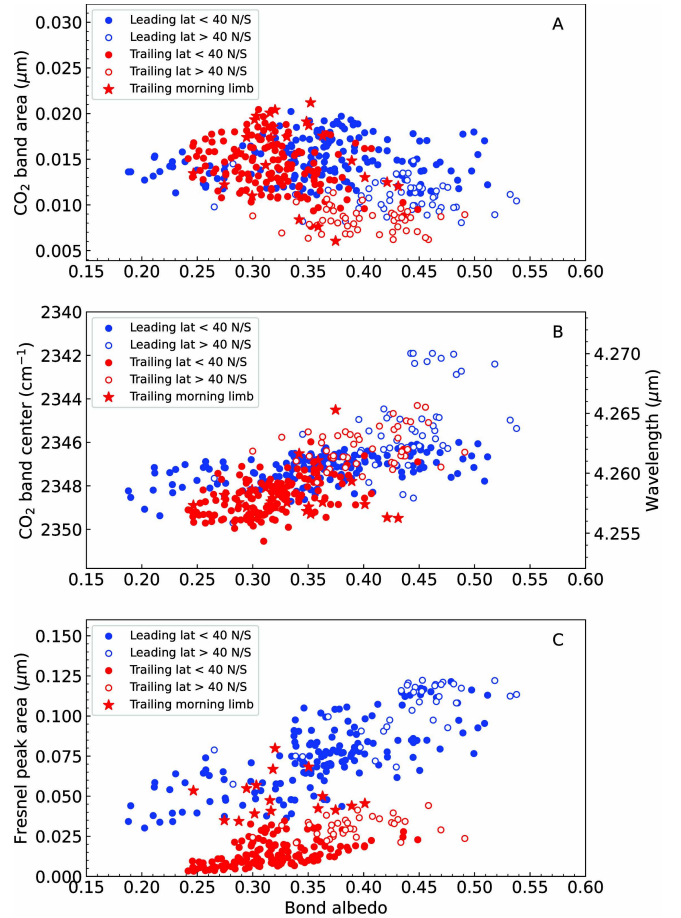 A
Leading lat < 40 N/S
Leading lat > 40 N/S
Trailing lat < 40 N/S
Trailing lat > 40 N/S
Trailing morning limb
CO₂ band area (μm)
0.030
0.025
0.020
0.015
0.010
0.005
0.15 0.20 0.25 0.30 0.35 0.40 0.45 0.50 0.55 0.60
B
Leading lat < 40 N/S
Leading lat > 40 N/S
Trailing lat < 40 N/S
Trailing lat > 40 N/S
Trailing morning limb
CO₂ band center (cm⁻¹)
2340
2342
2344
2346
2348
2350
4.270
4.265
4.260
4.255
Wavelength (μm)
0.15 0.20 0.25 0.30 0.35 0.40 0.45 0.50 0.55 0.60
C
Leading lat < 40 N/S
Leading lat > 40 N/S
Trailing lat < 40 N/S
Trailing lat > 40 N/S
Trailing morning limb
Fresnel peak area (μm)
0.150
0.125
0.100
0.075
0.050
0.025
0.000
0.15 0.20 0.25 0.30 0.35 0.40 0.45 0.50 0.55 0.60
Bond albedo